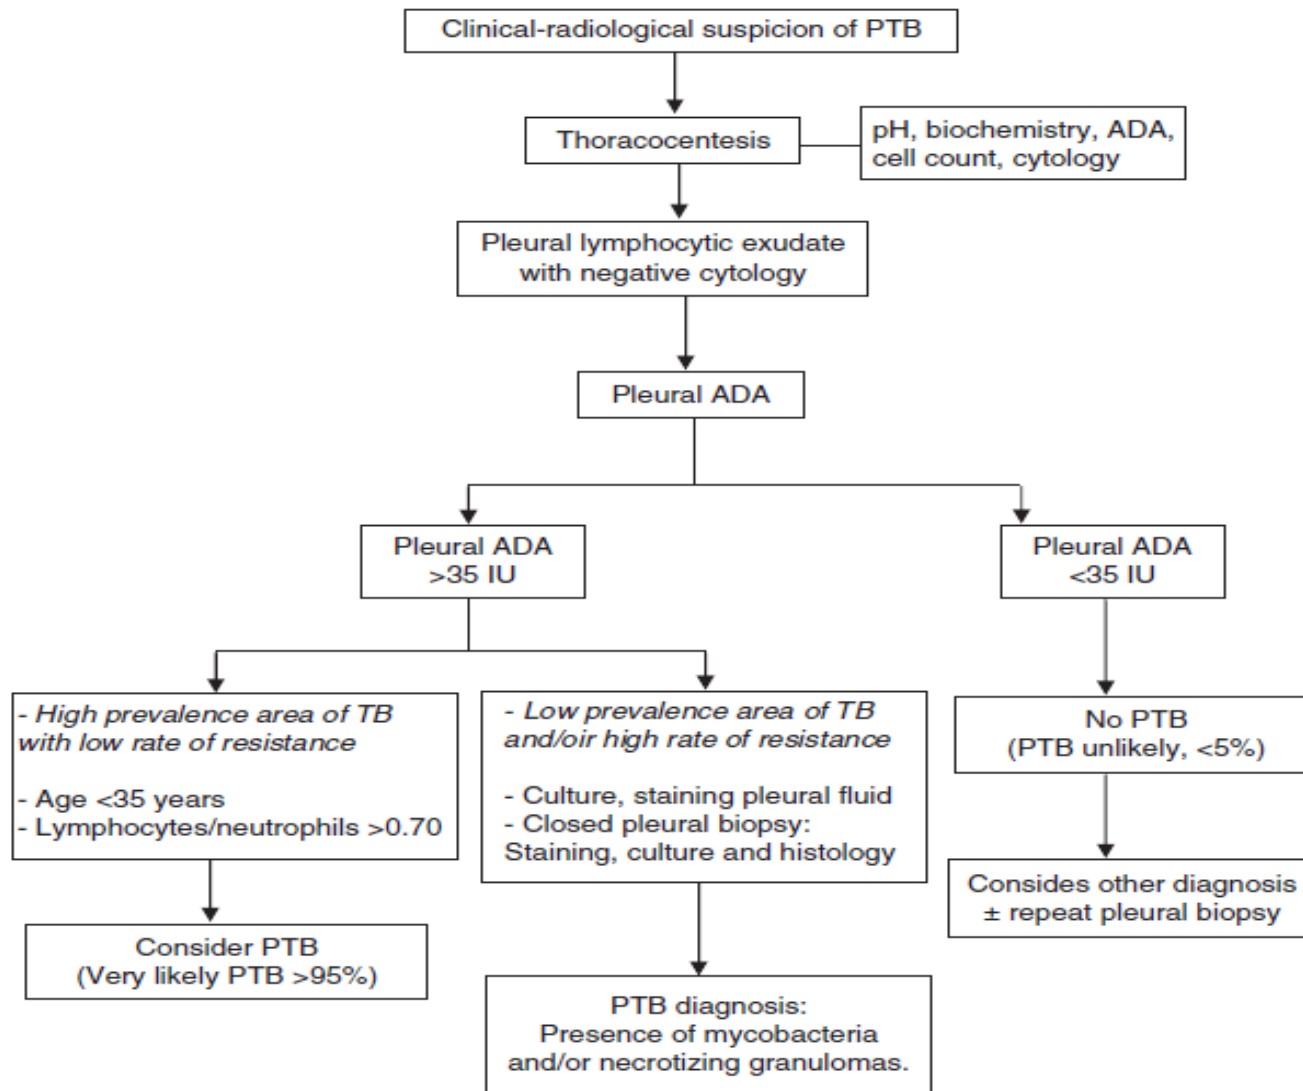 Clinical-radiological suspicion of PTB
Thoracocentesis
pH, biochemistry, ADA,
cell count, cytology
Pleural lymphocytic exudate
with negative cytology
Pleural ADA
Pleural ADA
>35 IU
Pleural ADA
<35 IU
- High prevalence area of TB
with low rate of resistance
- Age <35 years
- Lymphocytes/neutrophils >0.70
- Low prevalence area of TB
and/oir high rate of resistance
- Culture, staining pleural fluid
- Closed pleural biopsy:
Staining, culture and histology
No PTB
(PTB unlikely, <5%)
Consider PTB
(Very likely PTB >95%)
PTB diagnosis:
Presence of mycobacteria
and/or necrotizing granulomas.
Consides other diagnosis
± repeat pleural biopsy